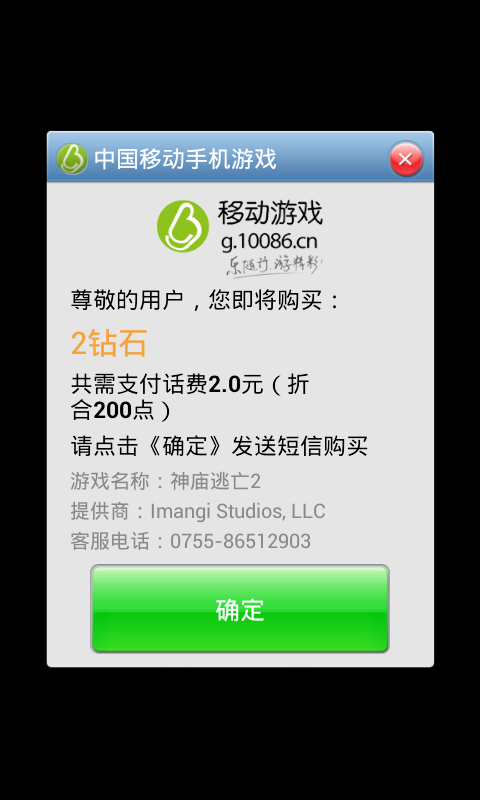 中国移动手机游戏
移动游戏
g.10086.cn
乐随行.游精彩!
尊敬的用户，您即将购买：
2钻石
共需支付话费2.0元（折
合200点）
请点击《确定》发送短信购买
游戏名称：神庙逃亡2
提供商：Imangi Studios, LLC
客服电话：0755-86512903
确定